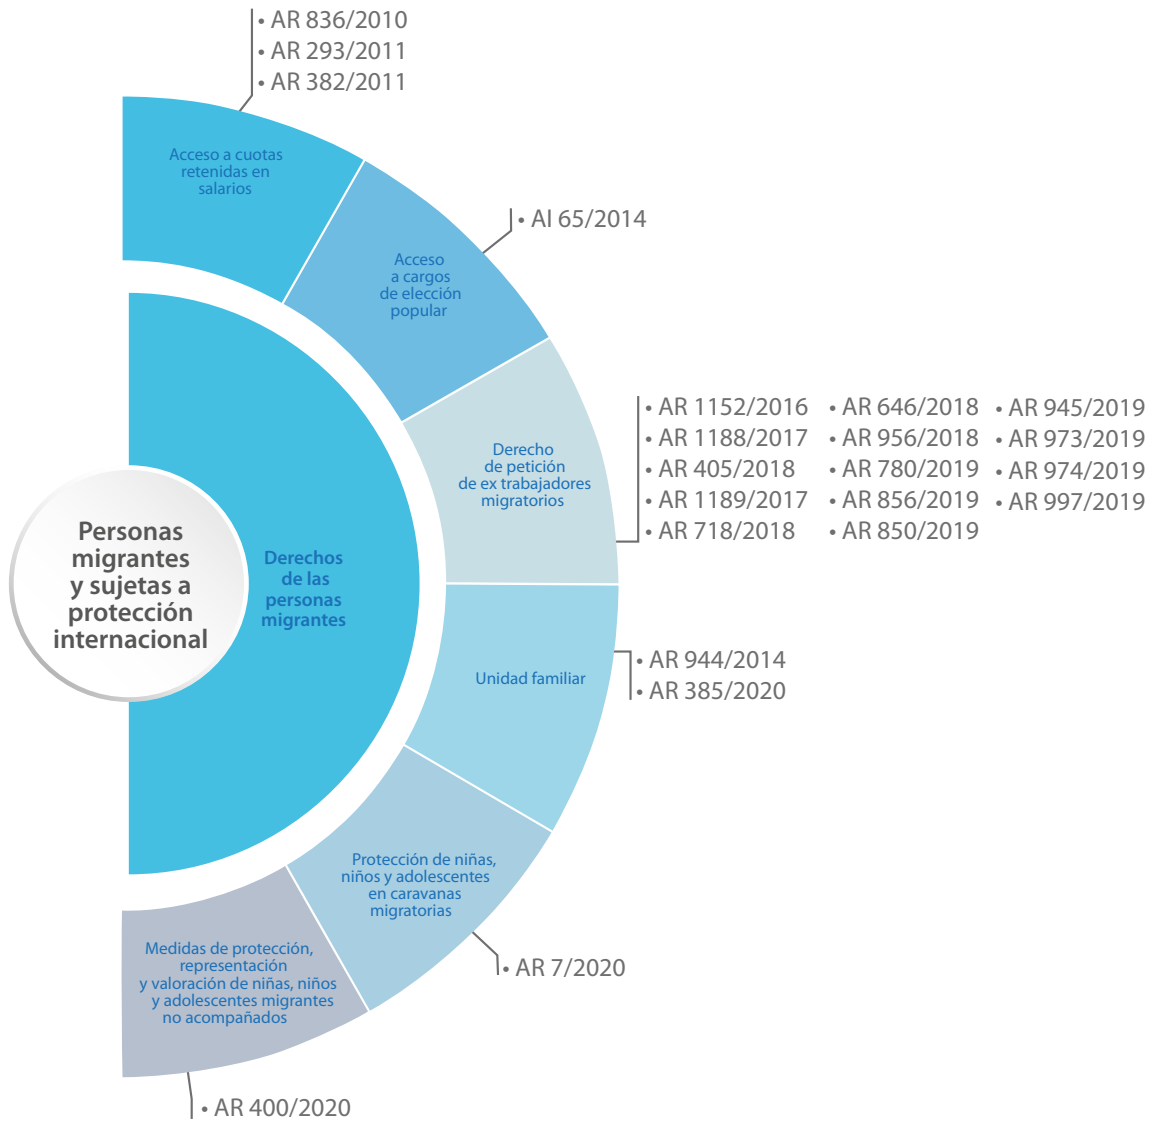 • AR 836/2010
• AR 293/2011
• AR 382/2011
Acceso a cuotas
retenidas en
salarios
• AI 65/2014
Acceso
a cargos
de elección
popular
• AR 1152/2016
• AR 1188/2017
• AR 405/2018
• AR 1189/2017
• AR 718/2018
• AR 646/2018
• AR 956/2018
• AR 780/2019
• AR 856/2019
• AR 850/2019
• AR 945/2019
• AR 973/2019
• AR 974/2019
• AR 997/2019
Derecho
de petición
de ex trabajadores
migratorios
Personas
migrantes
y sujetas a
protección
internacional
Derechos
de las
personas
migrantes
Unidad familiar
• AR 944/2014
• AR 385/2020
Protección de niñas,
niños y adolescentes
en caravanas
migratorias
• AR 7/2020
Medidas de protección,
representación
y valoración de niñas, niños
y adolescentes migrantes
no acompañados
• AR 400/2020